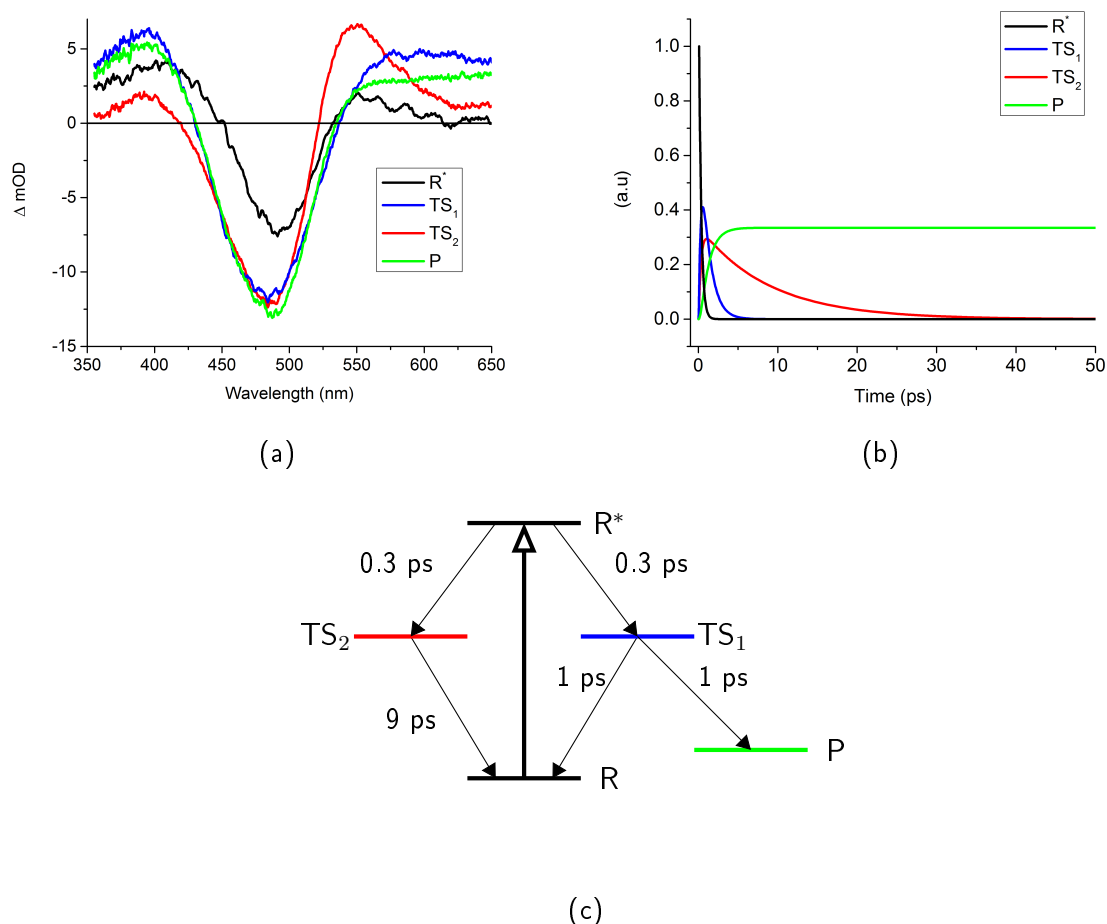 5
0
-5
-10
-15
350 400 450 500 550 600 650
Δ mOD
Wavelength (nm)
R*
TS₁
TS₂
P
(a)
1.0
0.8
0.6
0.4
0.2
0.0
0 10 20 30 40 50
(a.u)
Time (ps)
R*
TS₁
TS₂
P
(b)
R*
0.3 ps 0.3 ps
TS₂ TS₁
1 ps 1 ps
9 ps
R P
(c)